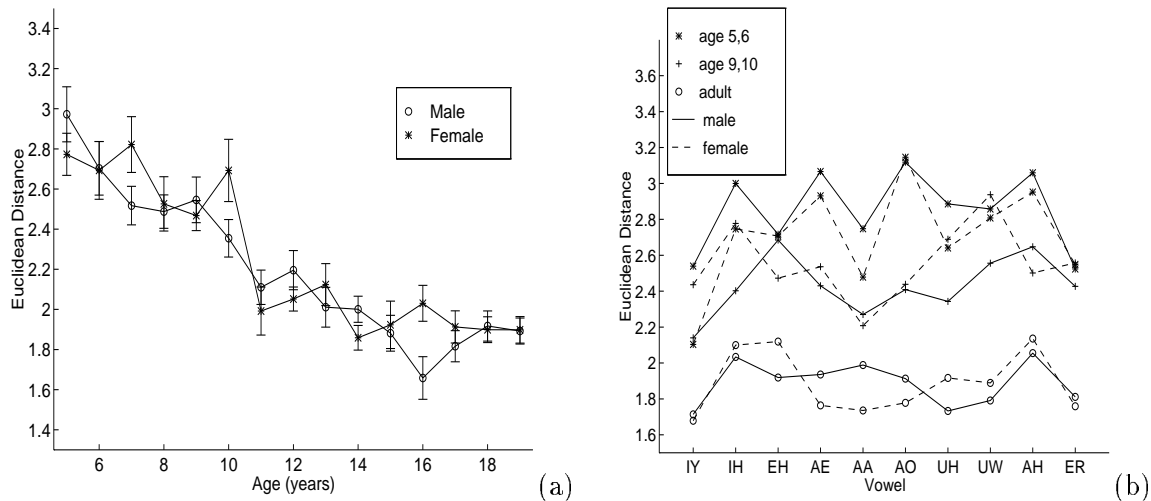 3.4
3.2
3
2.8
2.6
2.4
2.2
2
1.8
1.6
1.4
Euclidean Distance
Male
Female
6 8 10 12 14 16 18
Age (years)
(a)
age 5,6
age 9,10
adult
male
female
3.6
3.4
3.2
3
2.8
2.6
2.4
2.2
2
1.8
1.6
Euclidean Distance
IY IH EH AE AA AO UH UW AH ER
Vowel
(b)